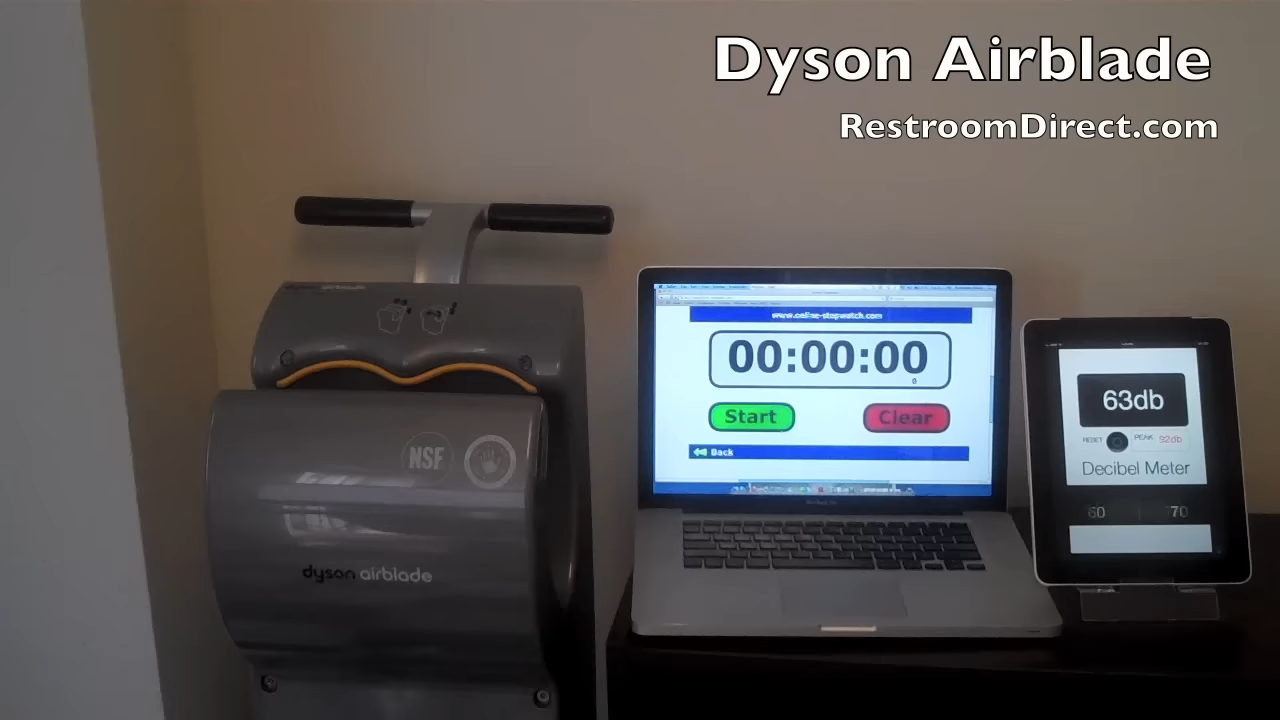 Dyson Airblade
RestroomDirect.com
www.online-stopwatch.com
00:00:00
0
Start
Clear
Back
63db
RESET
PEAK
92db
Decibel Meter
60
70
NSF
dyson airblade